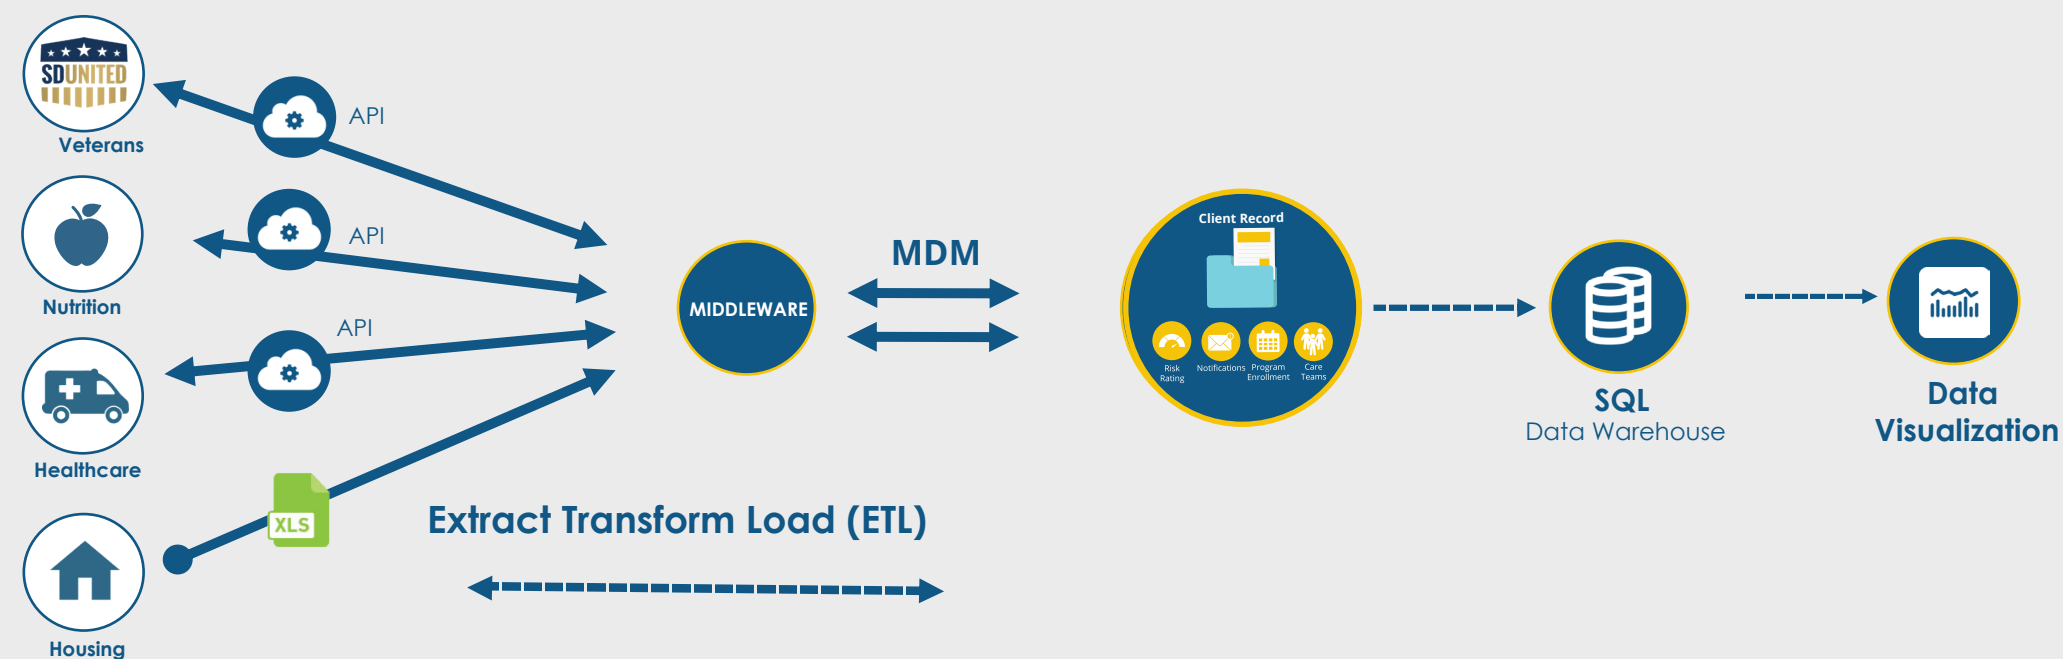 SDUNITED
Veterans
API
Nutrition
API
Healthcare
API
Housing
XLS
Extract Transform Load (ETL)
MIDDLEWARE
MDM
Client Record
Risk
Rating
Notifications
Program
Enrollment
Care
Teams
SQL
Data Warehouse
Data
Visualization